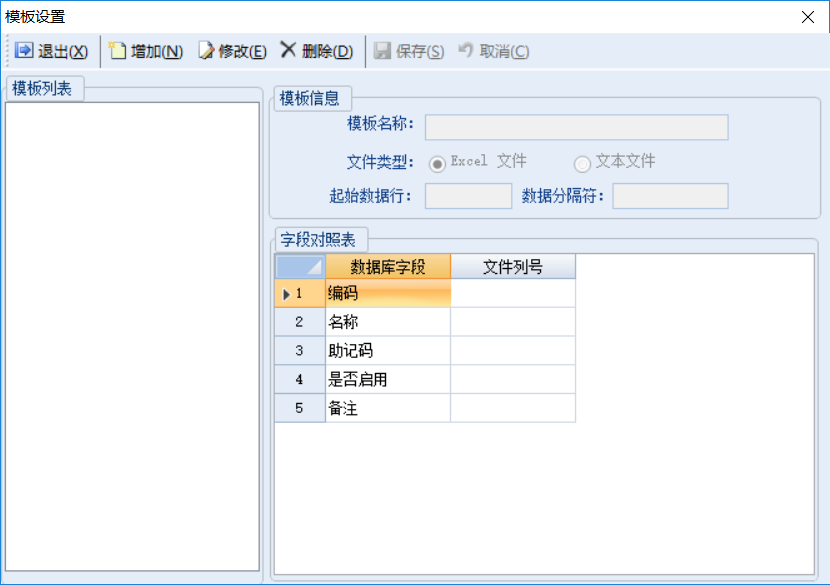 模板设置
退出(X) 增加(N) 修改(E) 删除(D) 保存(S) 取消(C)
模板列表
模板信息
模板名称：
文件类型： Excel 文件 文本文件
起始数据行： 数据分隔符：
字段对照表
数据库字段 文件列号
1 编码
2 名称
3 助记码
4 是否启用
5 备注